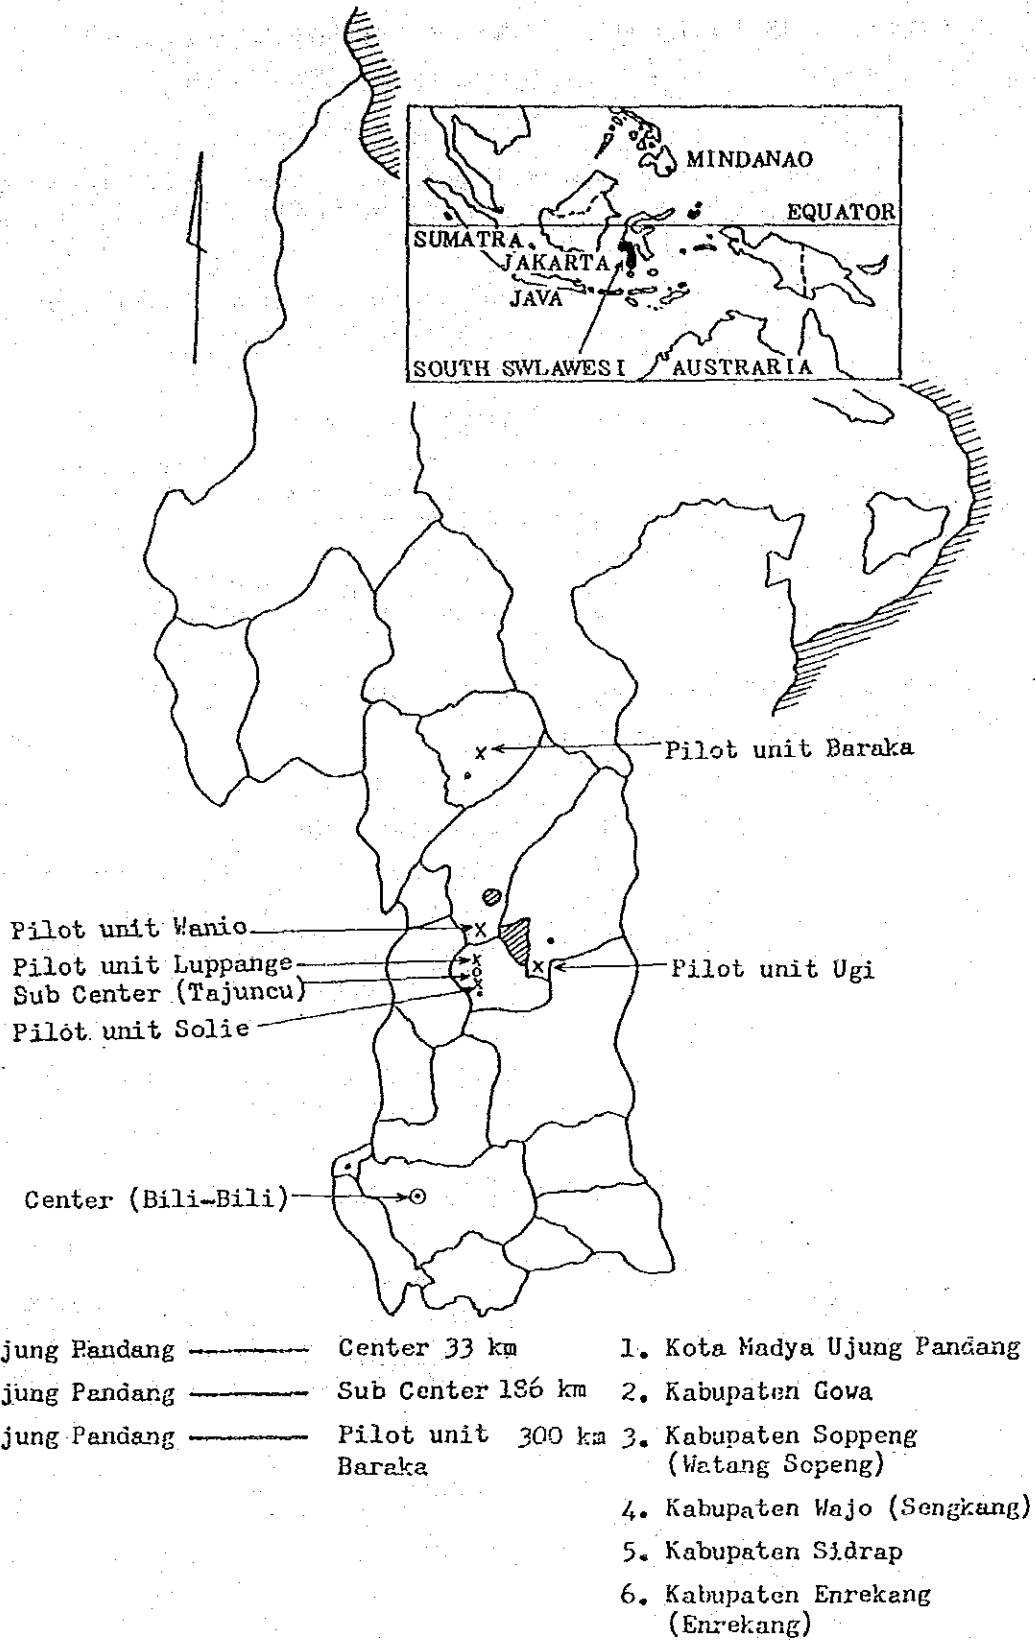 MINDANAO
EQUATOR
SUMATRA
JAKARTA
JAVA
SOUTH SWLAWESI
AUSTRARIA
Pilot unit Baraka
Pilot unit Wanio
Pilot unit Luppange
Sub Center (Tajuncu)
Pilot unit Solie
Pilot unit Ugi
Center (Bili-Bili)
jung Pandang ——— Center 33 km
jung Pandang ——— Sub Center 186 km
jung Pandang ——— Pilot unit 300 km
Baraka
1. Kota Madya Ujung Pandang
2. Kabupaten Gowa
3. Kabupaten Soppeng
(Watang Sopeng)
4. Kabupaten Wajo (Sengkang)
5. Kabupaten Sidrap
6. Kabupaten Enrekang
(Enrekang)